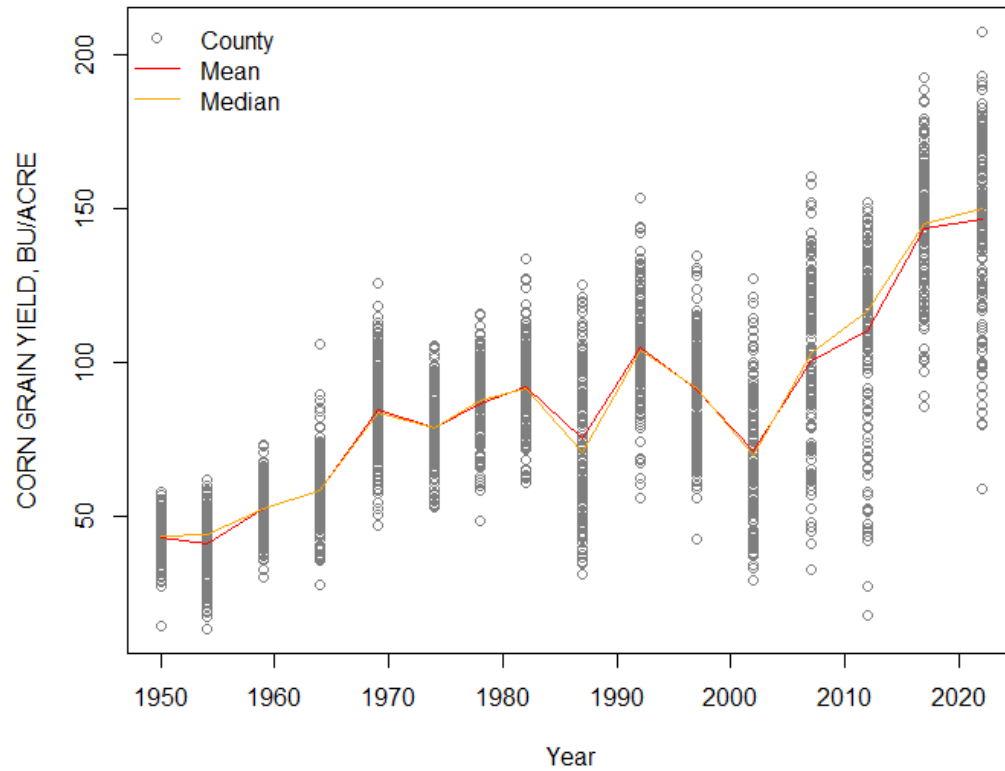 County
Mean
Median
CORN GRAIN YIELD, BU/ACRE
200
150
100
50
1950 1960 1970 1980 1990 2000 2010 2020
Year